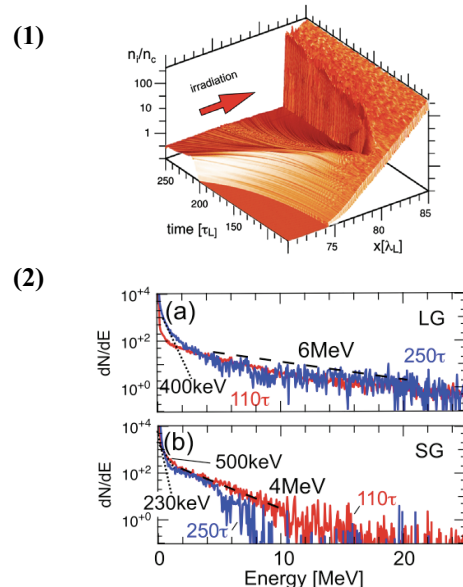 (1)
n_i/n_c
irradiation
100
10
1
250
200
150
time [τ_L]
75
80
85
x[λ_L]
(2)
(a)
LG
10^+4
10^+2
10^+0
dN/dE
6MeV
250τ
400keV
110τ
(b)
SG
10^+4
10^+2
10^+0
dN/dE
500keV
4MeV
230keV
110τ
250τ
0
10
20
Energy [MeV]